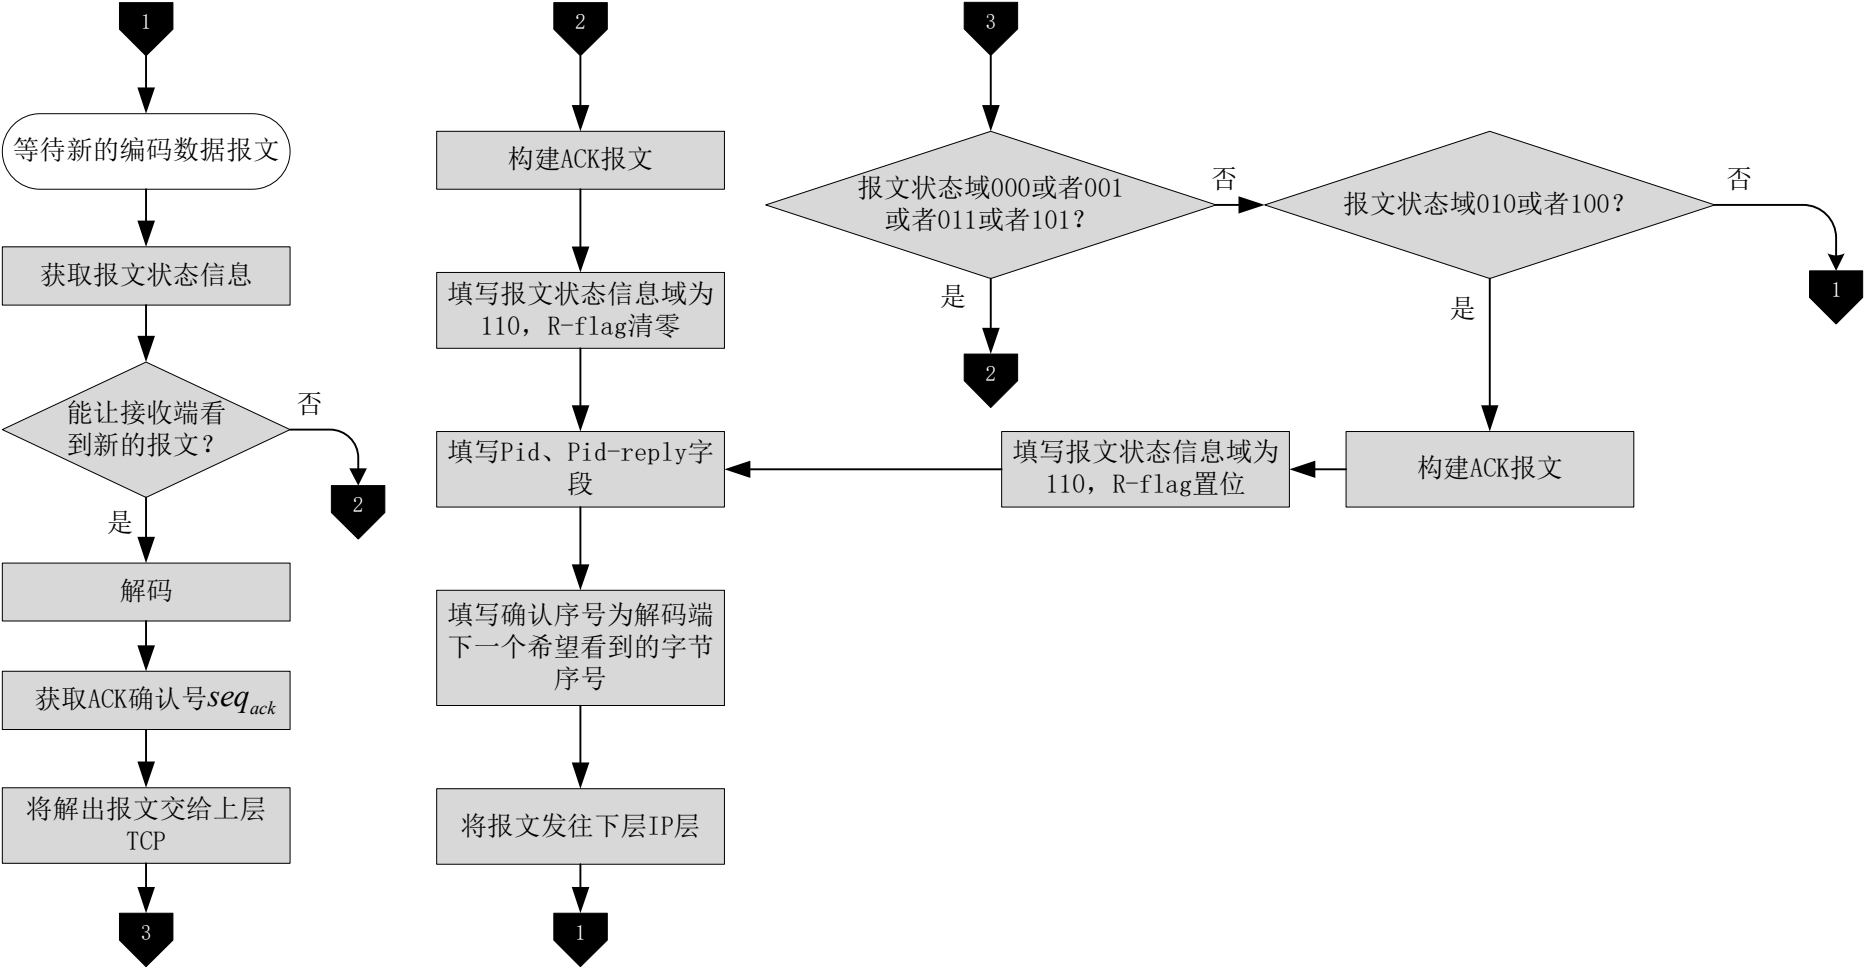 1
等待新的编码数据报文
获取报文状态信息
能让接收端看
到新的报文?
否
2
是
解码
获取ACK确认号seq_ack
将解出报文交给上层
TCP
3
2
构建ACK报文
填写报文状态信息域为
110，R-flag清零
填写Pid、Pid-reply字
段
填写确认序号为解码端
下一个希望看到的字节
序号
将报文发往下层IP层
1
3
报文状态域000或者001
或者011或者101?
否
是
2
报文状态域010或者100?
否
1
是
构建ACK报文
填写报文状态信息域为
110，R-flag置位